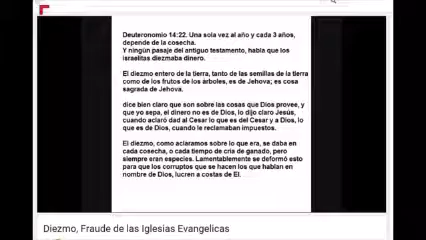 Deuteronomio 14:22. Una sola vez al año y cada 3 años,
depende de la cosecha.
Y ningún pasaje del antiguo testamento, habla que los
israelitas diezmaba dinero.
El diezmo entero de la tierra, tanto de las semillas de la tierra
como de los frutos de los árboles, es de Jehova; es cosa
sagrada de Jehova.
dice bien claro que son sobre las cosas que Dios provee, y
que yo sepa, el dinero no es de Dios, lo dijo claro Jesús,
cuando aclaró dad al Cesar lo que es del Cesar y a Dios, lo
que es de Dios, cuando le reclamaban impuestos.
El diezmo, como aclaramos sobre lo que era, se daba en
cada cosecha, o cada tiempo de cría de ganado, pero
siempre eran especies. Lamentablemente se deformó esto
para que los corruptos que se hacen los que hablan en
nombre de Dios, lucren a costas de El.
Diezmo, Fraude de las Iglesias Evangelicas